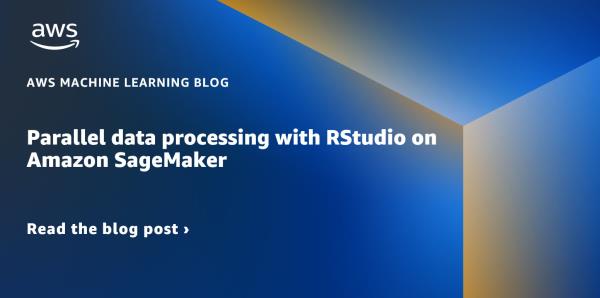 aws
AWS MACHINE LEARNING BLOG
Parallel data processing with RStudio on
Amazon SageMaker
Read the blog post ›